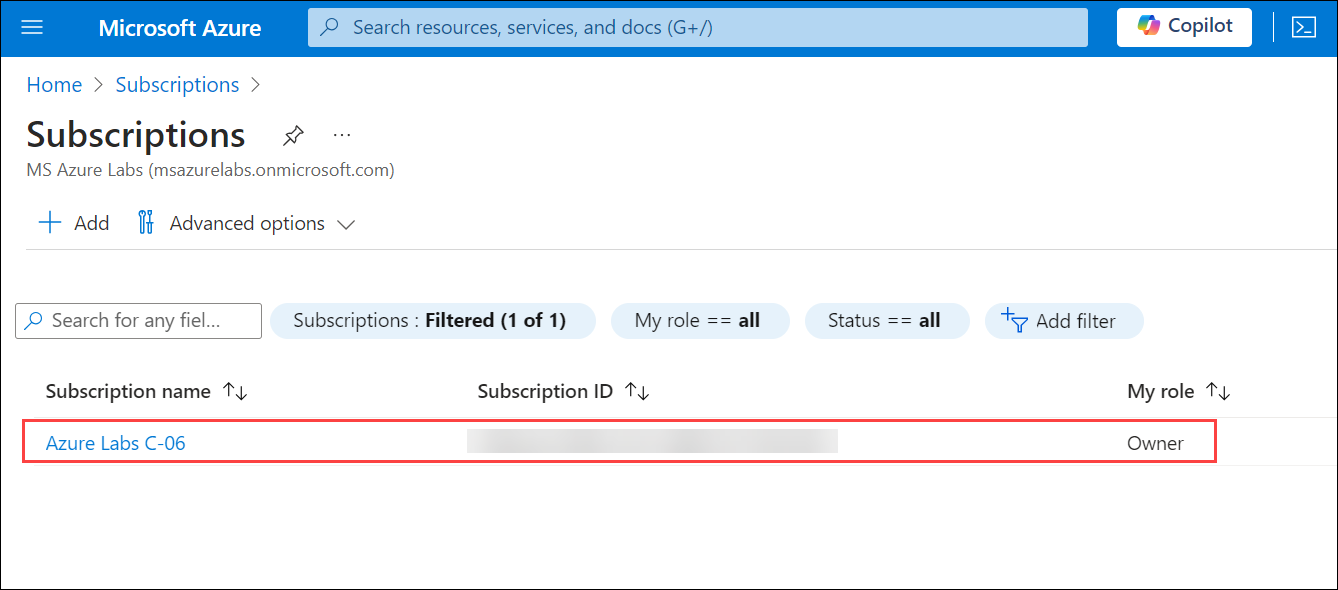 Microsoft Azure Search resources, services, and docs (G+/) Copilot
Home > Subscriptions >
Subscriptions ...
MS Azure Labs (msazurelabs.onmicrosoft.com)
Add Advanced options
Search for any fiel... Subscriptions : Filtered (1 of 1) My role == all Status == all Add filter
Subscription name Subscription ID My role
Azure Labs C-06 Owner